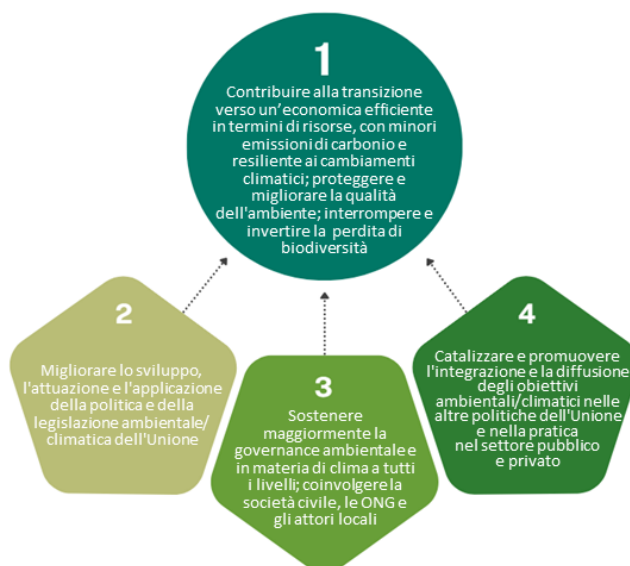 1
Contribuire alla transizione
verso un'economica efficiente
in termini di risorse, con minori
emissioni di carbonio e
resiliente ai cambiamenti
climatici; proteggere e
migliorare la qualità
dell'ambiente; interrompere e
invertire la perdita di
biodiversità
2
Migliorare lo sviluppo,
l'attuazione e l'applicazione
della politica e della
legislazione ambientale/
climatica dell'Unione
3
Sostenere
maggiormente la
governance ambientale e
in materia di clima a tutti
i livelli; coinvolgere la
società civile, le ONG e
gli attori locali
4
Catalizzare e promuovere
l'integrazione e la diffusione
degli obiettivi
ambientali/climatici nelle
altre politiche dell'Unione
e nella pratica
nel settore pubblico
e privato